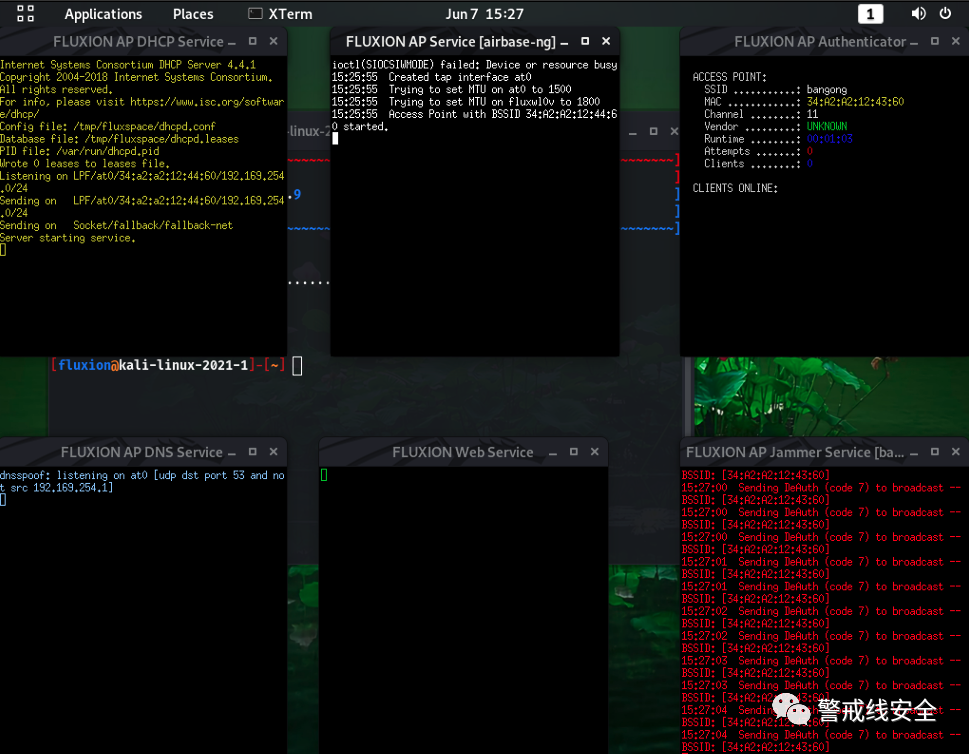 Applications Places XTerm Jun 7 15:27 1
FLUXION AP DHCP Service
Internet Systems Consortium DHCP Server 4.4.1
Copyright 2004-2018 Internet Systems Consortium.
All rights reserved.
For info, please visit https://www.isc.org/softwar
e/dhcp/
Config file: /tmp/fluxspace/dhcpd.conf
Database file: /tmp/fluxspace/dhcpd.leases
PID file: /var/run/dhcpd.pid
Wrote 0 leases to leases file.
Listening on LPF/at0/34:a2:a2:12:44:60/192.169.254
.0/24
Sending on   LPF/at0/34:a2:a2:12:44:60/192.169.254
.0/24
Sending on   Socket/fallback/fallback-net
Server starting service.
FLUXION AP Service [airbase-ng]
ioctl(SIOCSIWMODE) failed: Device or resource busy
15:25:55  Created tap interface at0
15:25:55  Trying to set MTU on at0 to 1500
15:25:55  Trying to set MTU on fluxwl0v to 1800
15:25:55  Access Point with BSSID 34:A2:A2:12:44:6
0 started.
FLUXION AP Authenticator
ACCESS POINT:
SSID ...........: bangong
MAC ............: 34:A2:A2:12:43:60
Channel ........: 11
Vendor .........: UNKNOWN
Runtime ........: 00:01:03
Attempts .......: 0
Clients ........: 0
CLIENTS ONLINE:
-linux-2
.9
[fluxion@kali-linux-2021-1]-[~]
FLUXION AP DNS Service
dnsspoof: listening on at0 [udp dst port 53 and no
t src 192.169.254.1]
FLUXION Web Service
FLUXION AP Jammer Service [ba...
BSSID: [34:A2:A2:12:43:60]
15:27:00  Sending DeAuth (code 7) to broadcast --
BSSID: [34:A2:A2:12:43:60]
15:27:00  Sending DeAuth (code 7) to broadcast --
BSSID: [34:A2:A2:12:43:60]
15:27:00  Sending DeAuth (code 7) to broadcast --
BSSID: [34:A2:A2:12:43:60]
15:27:01  Sending DeAuth (code 7) to broadcast --
BSSID: [34:A2:A2:12:43:60]
15:27:01  Sending DeAuth (code 7) to broadcast --
BSSID: [34:A2:A2:12:43:60]
15:27:02  Sending DeAuth (code 7) to broadcast --
BSSID: [34:A2:A2:12:43:60]
15:27:02  Sending DeAuth (code 7) to broadcast --
BSSID: [34:A2:A2:12:43:60]
15:27:03  Sending DeAuth (code 7) to broadcast --
BSSID: [34:A2:A2:12:43:60]
15:27:03  Sending DeAuth (code 7) to broadcast --
BSSID: [34:A2:A2:12:43:60]
15:27:04  Sending DeAuth (code 7) to broadcast --
BSSID: [34:A2:A2:12:43:60]
15:27:04  Sending DeAuth (code 7) to broadcast --
BSSID: [34:A2:A2:12:43:60]
警戒线安全